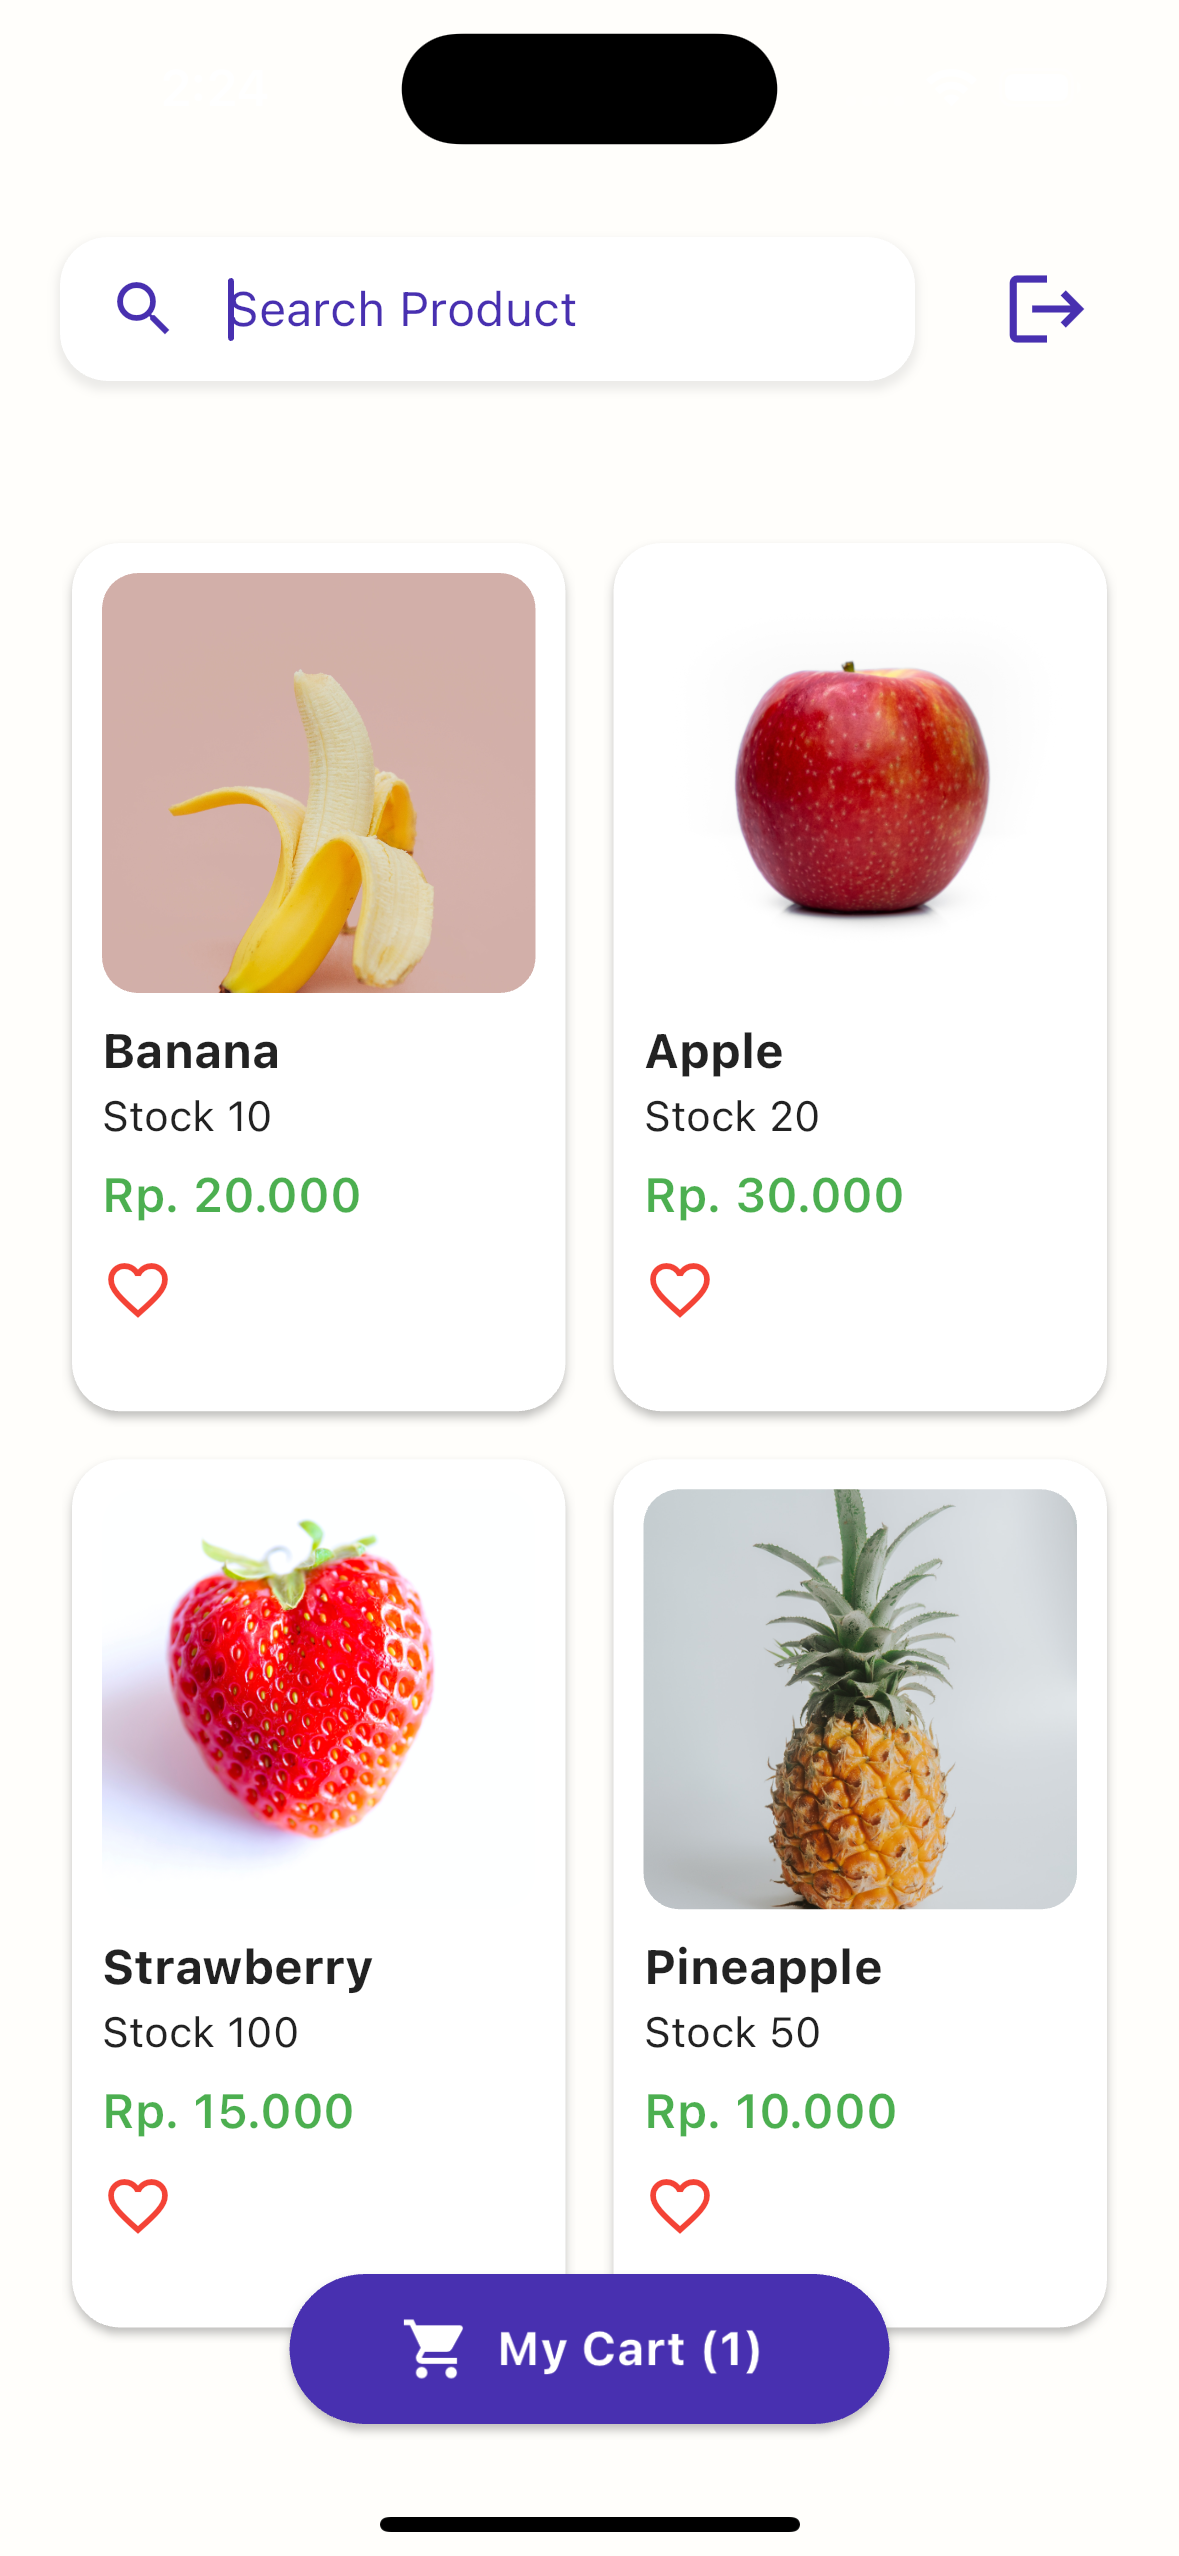 Search Product
Banana
Stock 10
Rp. 20.000
Apple
Stock 20
Rp. 30.000
Strawberry
Stock 100
Rp. 15.000
Pineapple
Stock 50
Rp. 10.000
My Cart (1)